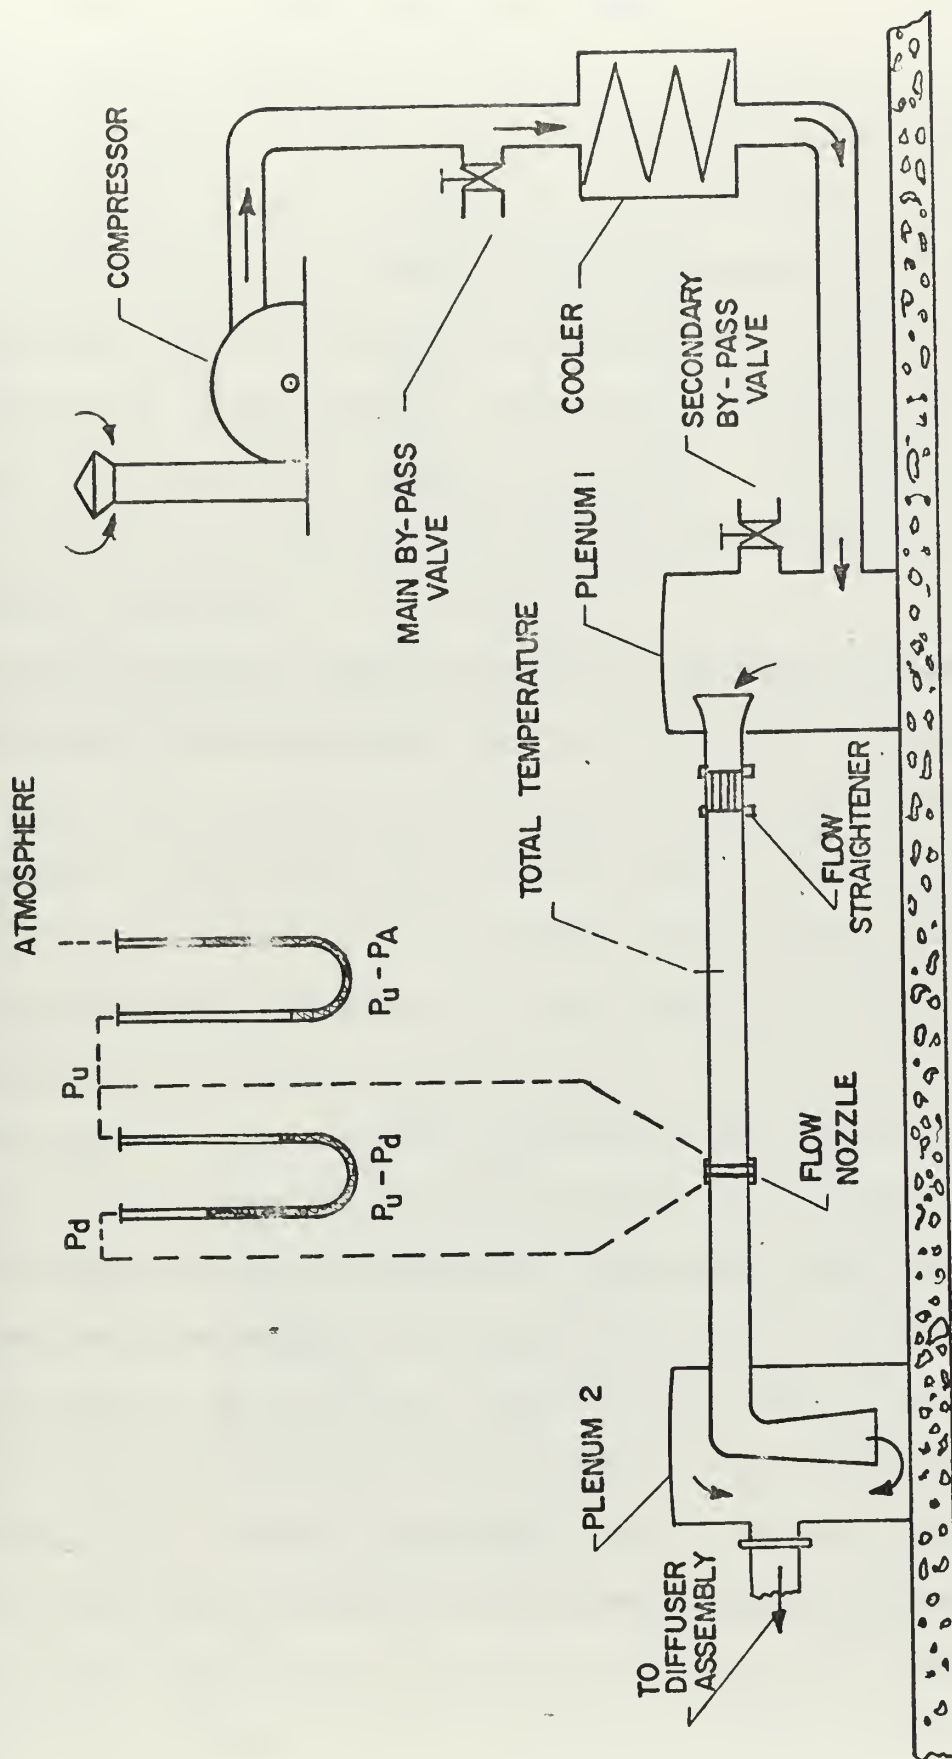 ATMOSPHERE
Pd
Pu
Pu - Pd
Pu - PA
COMPRESSOR
MAIN BY-PASS
VALVE
TOTAL TEMPERATURE
PLENUM 1
COOLER
SECONDARY
BY-PASS
VALVE
PLENUM 2
TO
DIFFUSER
ASSEMBLY
FLOW
NOZZLE
FLOW
STRAIGHTENER